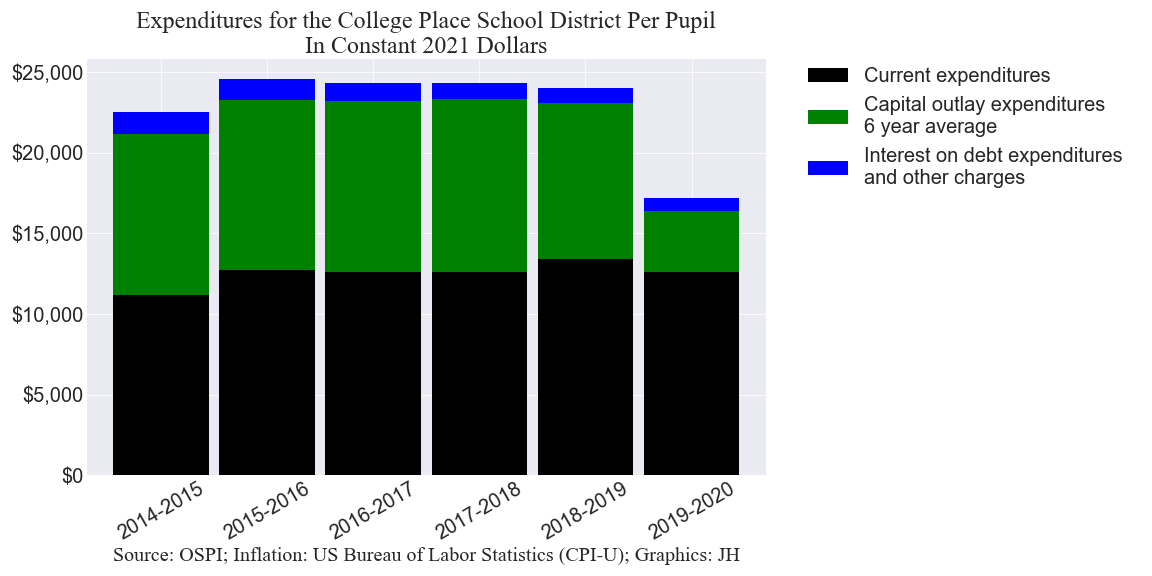 Expenditures for the College Place School District Per Pupil
In Constant 2021 Dollars
$25,000
$20,000
$15,000
$10,000
$5,000
$0
2014-2015
2015-2016
2016-2017
2017-2018
2018-2019
2019-2020
Current expenditures
Capital outlay expenditures
6 year average
Interest on debt expenditures
and other charges
Source: OSPI; Inflation: US Bureau of Labor Statistics (CPI-U); Graphics: JH